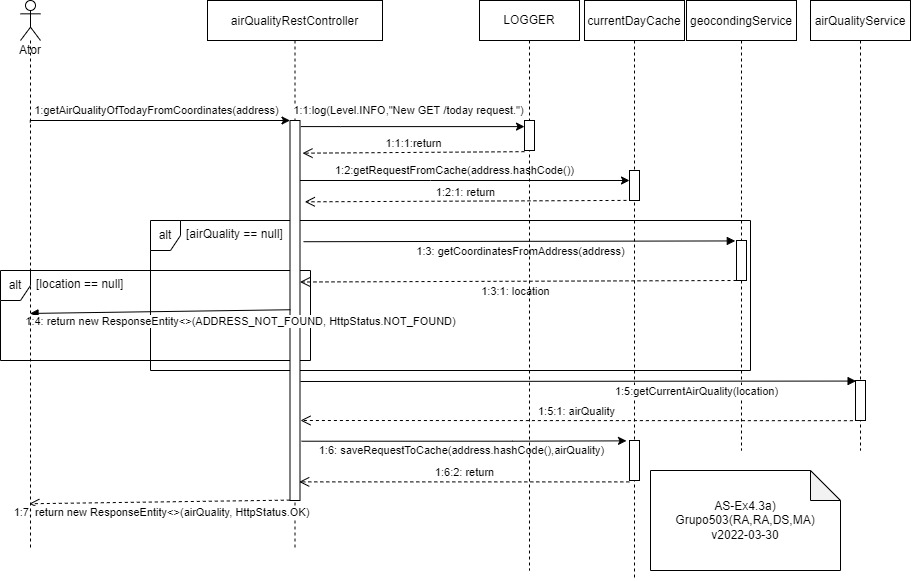 airQualityRestController
LOGGER
currentDayCache
geocondingService
airQualityService
Ator
1:getAirQualityOfTodayFromCoordinates(address)
1:1:log(Level.INFO,"New GET /today request.")
1:1:1:return
1:2:getRequestFromCache(address.hashCode())
1:2:1: return
alt
[airQuality == null]
1:3: getCoordinatesFromAddress(address)
alt
[location == null]
1:3:1: location
1:4: return new ResponseEntity<>(ADDRESS_NOT_FOUND, HttpStatus.NOT_FOUND)
1:5:getCurrentAirQuality(location)
1:5:1: airQuality
1:6: saveRequestToCache(address.hashCode(),airQuality)
1:6:2: return
1:7: return new ResponseEntity<>(airQuality, HttpStatus.OK)
AS-Ex4.3a)
Grupo503(RA,RA,DS,MA)
v2022-03-30